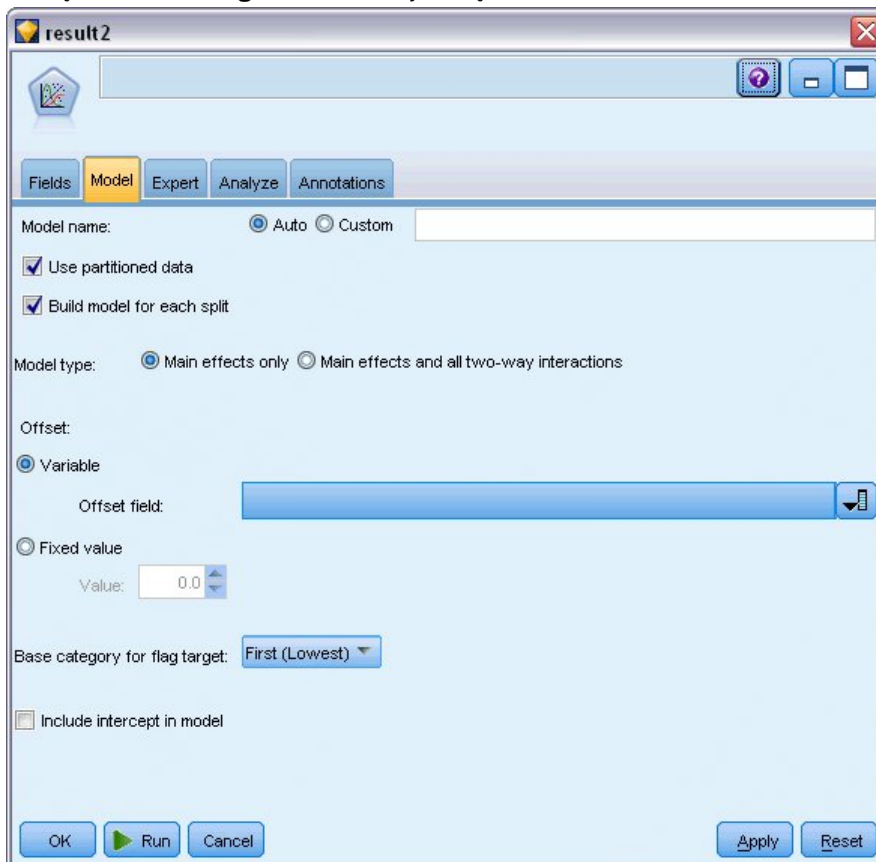 result2
Fields Model Expert Analyze Annotations
Model name: Auto Custom
Use partitioned data
Build model for each split
Model type: Main effects only Main effects and all two-way interactions
Offset:
Variable
Offset field:
Fixed value
Value: 0.0
Base category for flag target: First (Lowest)
Include intercept in model
OK Run Cancel Apply Reset